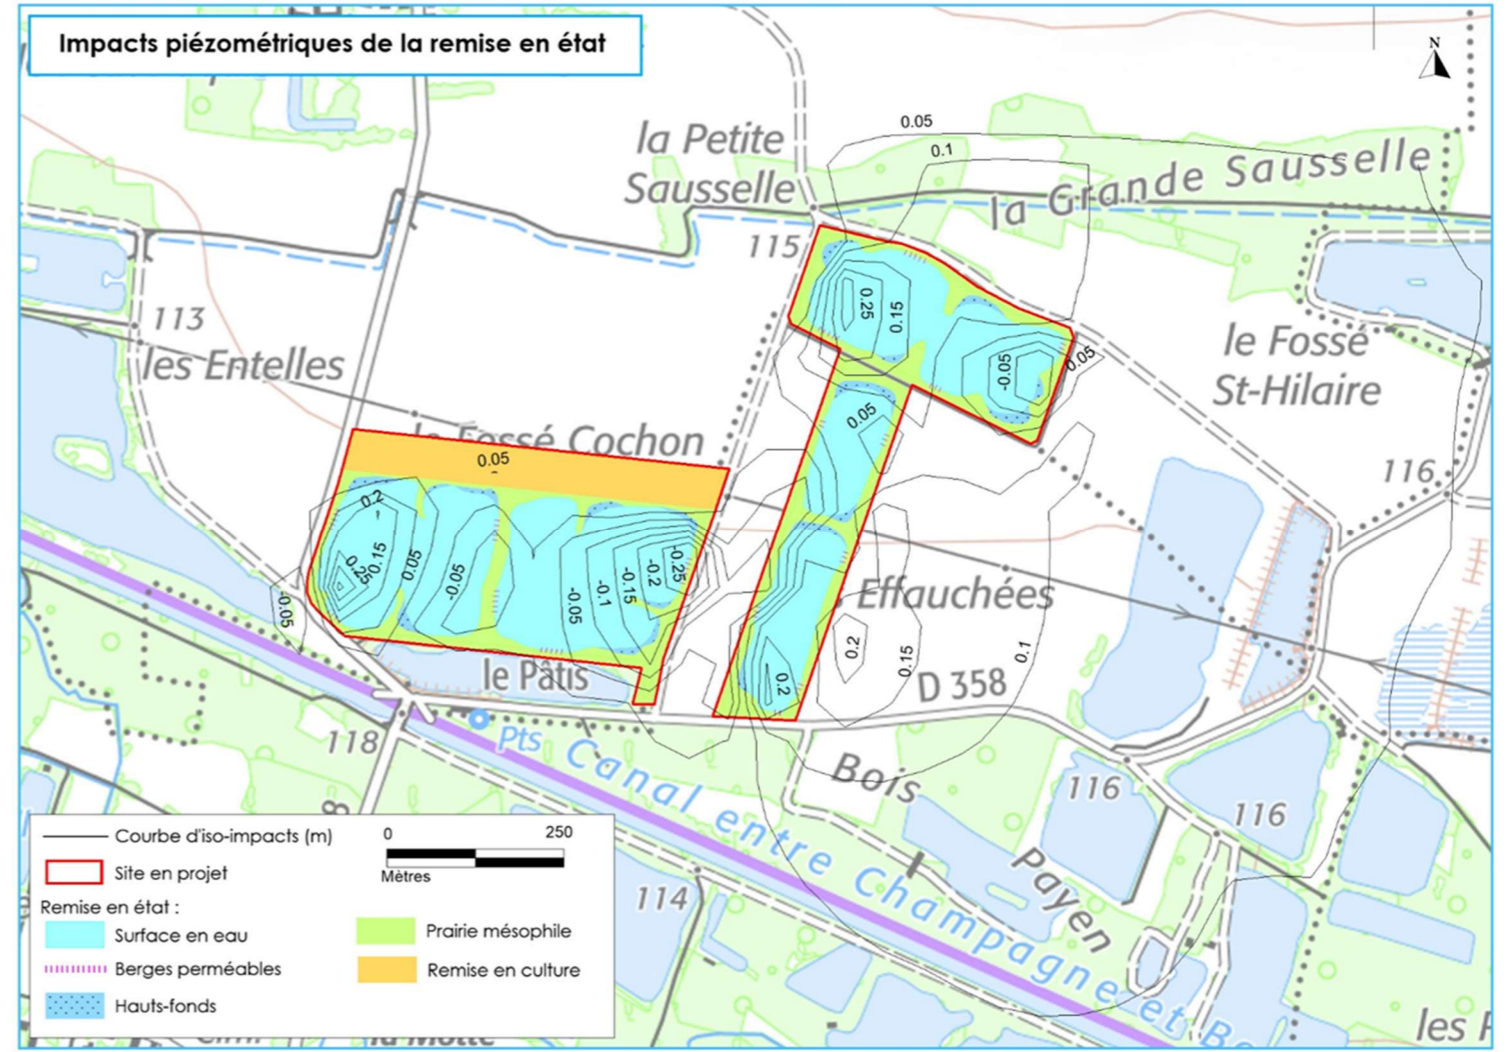 Impacts piézométriques de la remise en état
N
0.05
la Petite
Sausselle
0.1
la Grande Sausselle
115
0.25
0.15
113
les Entelles
-0.05
0.05
le Fossé
St-Hilaire
0.05
Fossé Cochon
0.05
116
0.2
0.25
0.15
0.05
-0.05
-0.05
-0.05
-0.1
-0.15
-0.2
-0.25
Effauchées
0.2
0.15
0.1
le Pâtis
0.2
D 358
118
Pts
Canal entre Champagne et
Bois
Payen
116
116
114
8
les
la Motte
Courbe d'iso-impacts (m)
0
250
Mètres
Site en projet
Remise en état :
Surface en eau
Prairie mésophile
Berges perméables
Remise en culture
Hauts-fonds